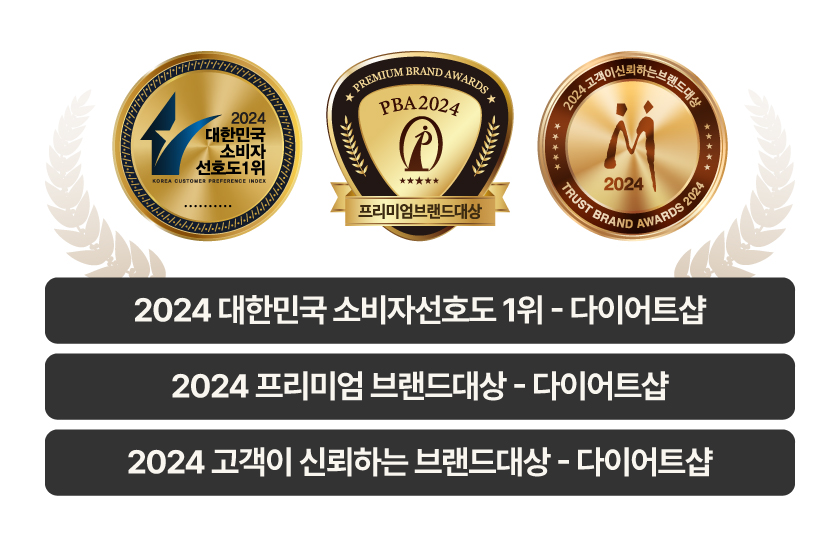 2024
대한민국
소비자
선호도1위
KOREA CUSTOMER PREFERENCE INDEX
PREMIUM BRAND AWARDS
PBA2024
프리미엄브랜드대상
2024 고객이신뢰하는브랜드대상
2024
TRUST BRAND AWARDS 2024
2024 대한민국 소비자선호도 1위 - 다이어트샵
2024 프리미엄 브랜드대상 - 다이어트샵
2024 고객이 신뢰하는 브랜드대상 - 다이어트샵